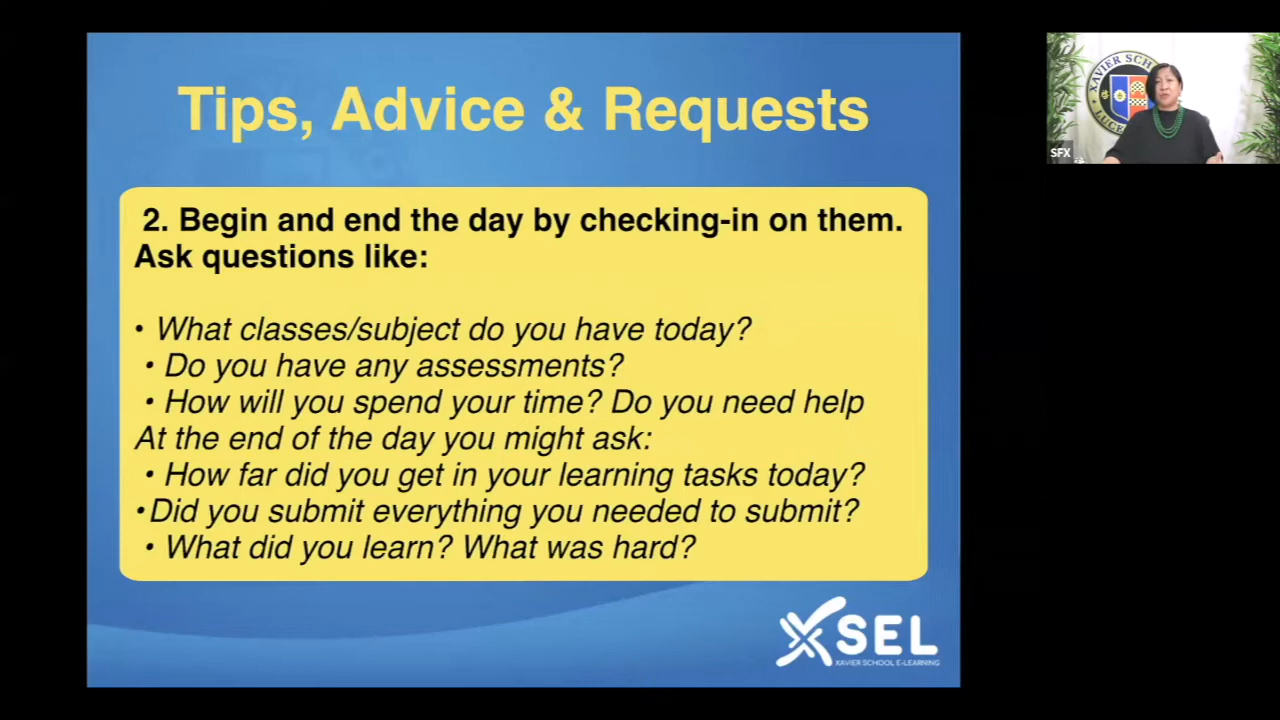 Tips, Advice & Requests
2. Begin and end the day by checking-in on them.
Ask questions like:
• What classes/subject do you have today?
• Do you have any assessments?
• How will you spend your time? Do you need help
At the end of the day you might ask:
• How far did you get in your learning tasks today?
•Did you submit everything you needed to submit?
• What did you learn? What was hard?
XSEL
XAVIER SCHOOL E-LEARNING
XAVIER SCH
SFX